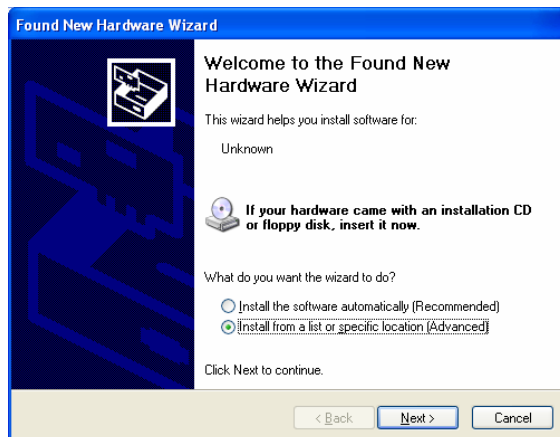 Found New Hardware Wizard
Welcome to the Found New
Hardware Wizard
This wizard helps you install software for:
Unknown
If your hardware came with an installation CD
or floppy disk, insert it now.
What do you want the wizard to do?
Install the software automatically (Recommended)
Install from a list or specific location (Advanced)
Click Next to continue.
< Back
Next >
Cancel